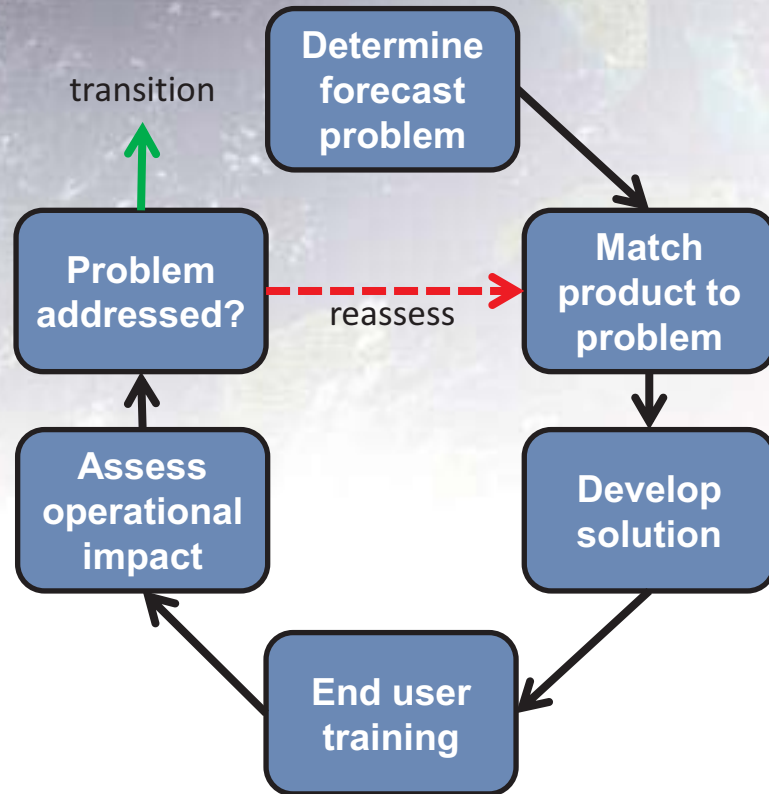 Determine
forecast
problem
transition
Match
product to
problem
Problem
addressed?
reassess
Develop
solution
Assess
operational
impact
End user
training